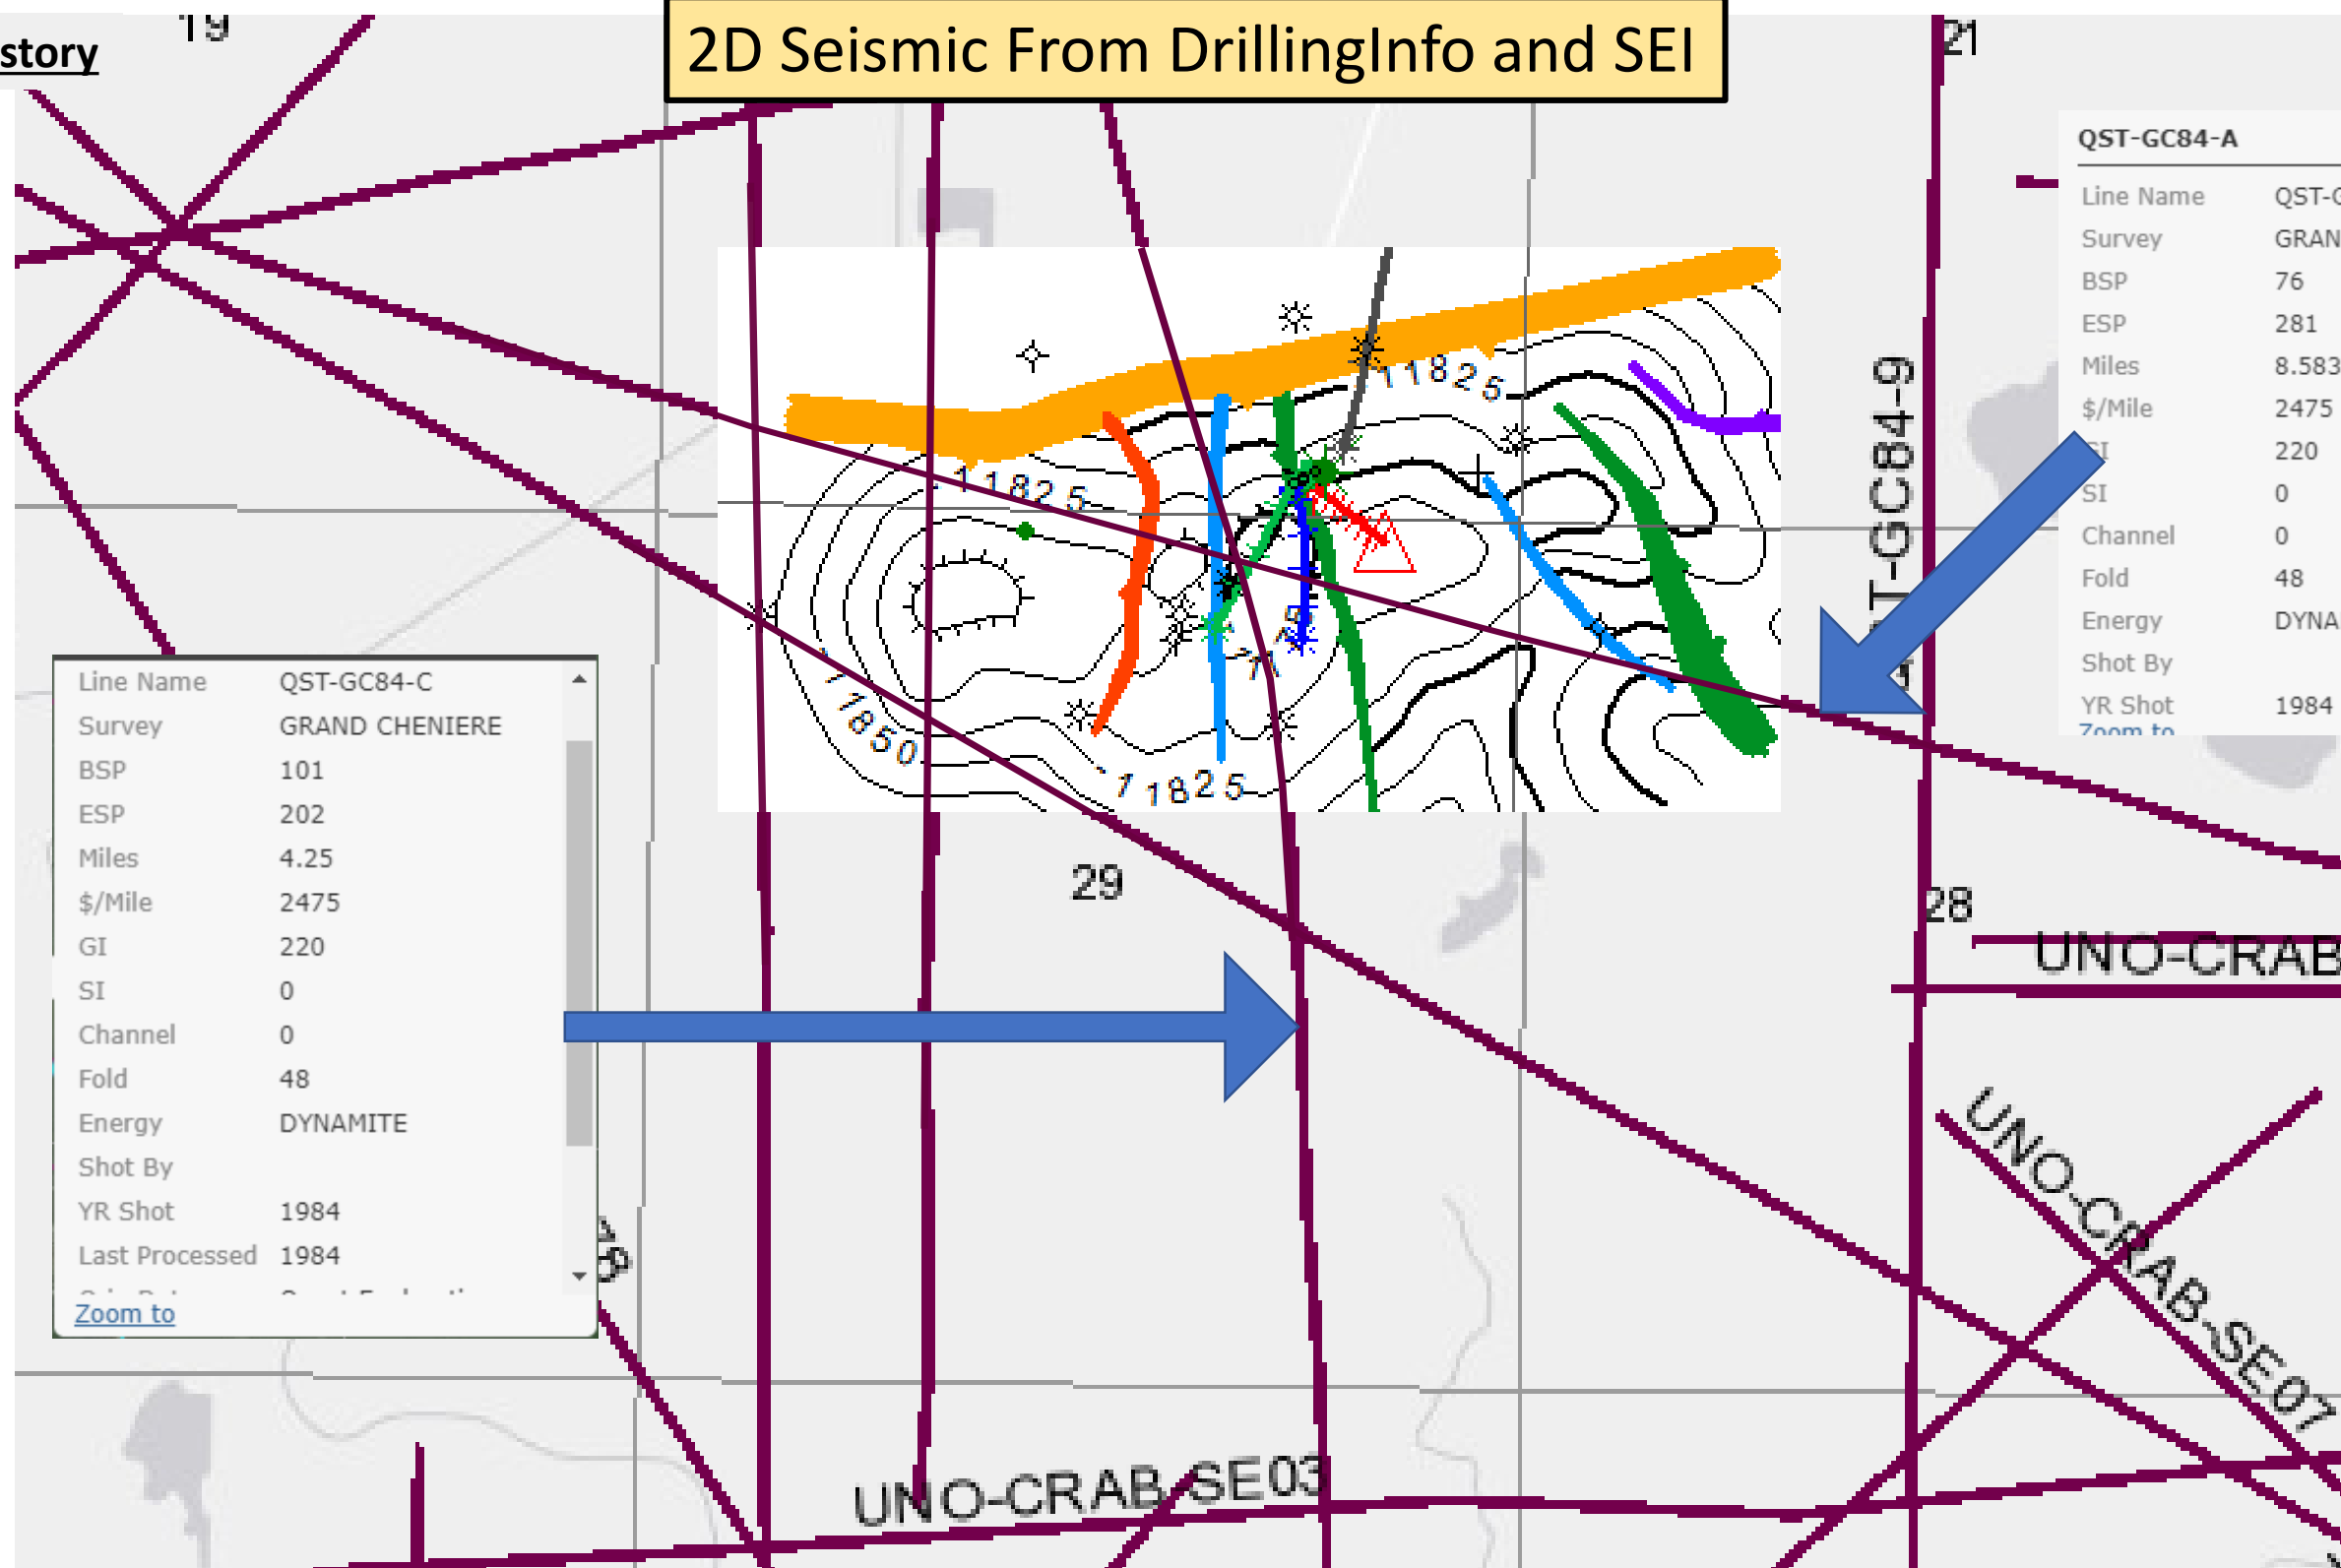 story
19
2D Seismic From DrillingInfo and SEI
21
QST-GC84-A
Line Name QST-G
Survey GRAN
BSP 76
ESP 281
Miles 8.583
$/Mile 2475
GI 220
SI 0
Channel 0
Fold 48
Energy DYNA
Shot By
YR Shot 1984
Zoom to
T-GC84-9
11825
11825
11850
11825
Line Name QST-GC84-C
Survey GRAND CHENIERE
BSP 101
ESP 202
Miles 4.25
$/Mile 2475
GI 220
SI 0
Channel 0
Fold 48
Energy DYNAMITE
Shot By
YR Shot 1984
Last Processed 1984
Zoom to
29
28
UNO-CRAB
UNO-CRAB-SE07
UNO-CRAB-SE03